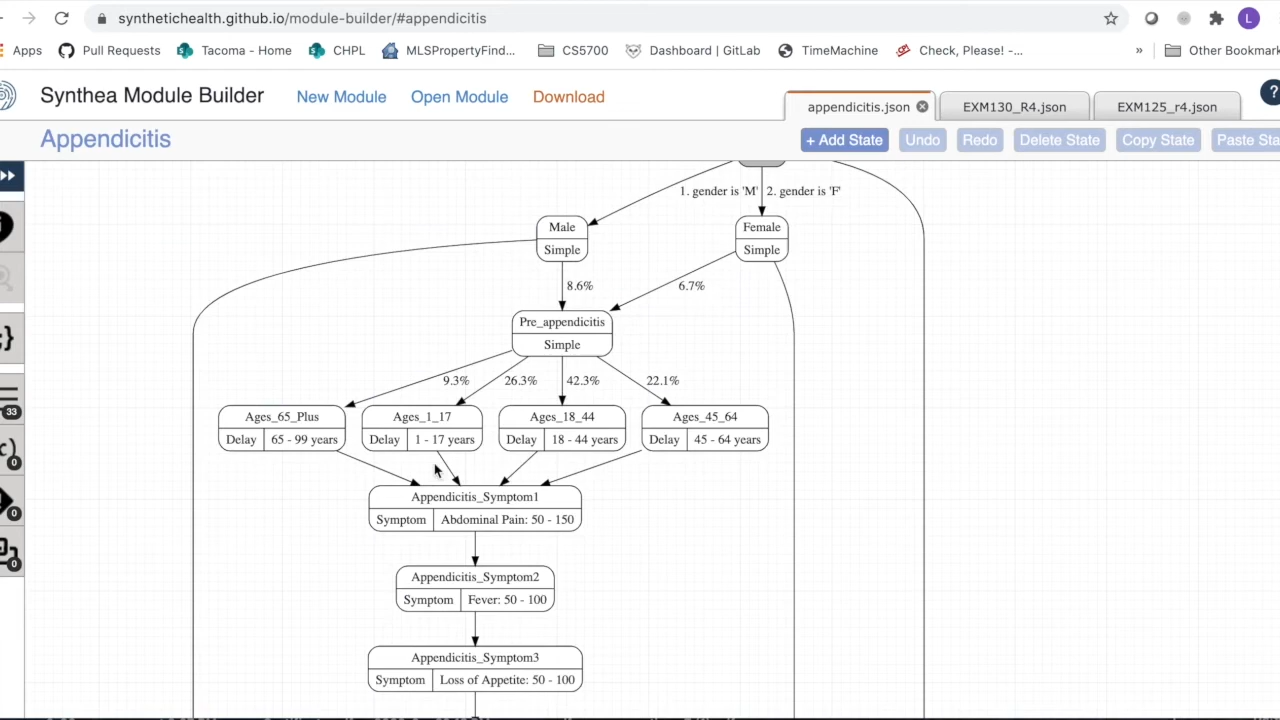 synthetichealth.github.io/module-builder/#appendicitis
L
Apps Pull Requests Tacoma - Home CHPL MLSPropertyFind... CS5700 Dashboard | GitLab TimeMachine Check, Please! -... » Other Bookmark
Synthea Module Builder New Module Open Module Download
appendicitis.json EXM130_R4.json EXM125_r4.json
?
Appendicitis
+ Add State Undo Redo Delete State Copy State Paste Sta
1. gender is 'M' 2. gender is 'F'
Male Female
Simple Simple
8.6% 6.7%
Pre_appendicitis
Simple
9.3% 26.3% 42.3% 22.1%
Ages_65_Plus Ages_1_17 Ages_18_44 Ages_45_64
Delay 65 - 99 years Delay 1 - 17 years Delay 18 - 44 years Delay 45 - 64 years
33
0
0
0
Appendicitis_Symptom1
Symptom Abdominal Pain: 50 - 150
Appendicitis_Symptom2
Symptom Fever: 50 - 100
Appendicitis_Symptom3
Symptom Loss of Appetite: 50 - 100